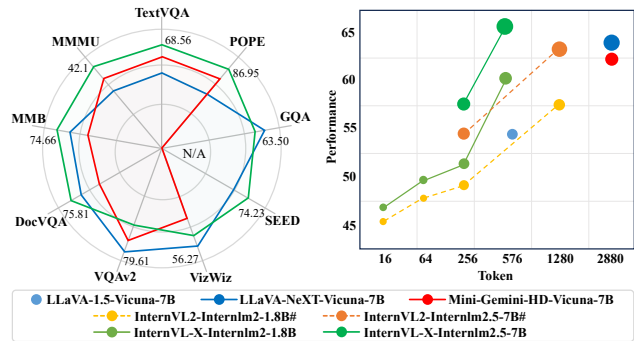 TextVQA
68.56
MMMU
42.1
POPE
86.95
MMB
74.66
GQA
63.50
N/A
DocVQA
75.81
SEED
74.23
VQAv2
79.61
VizWiz
56.27
Performance
65
60
55
50
45
16 64 256 576 1280 2880
Token
LLaVA-1.5-Vicuna-7B LLaVA-NeXT-Vicuna-7B Mini-Gemini-HD-Vicuna-7B
InternVL2-Internlm2-1.8B# InternVL2-Internlm2.5-7B#
InternVL-X-Internlm2-1.8B InternVL-X-Internlm2.5-7B